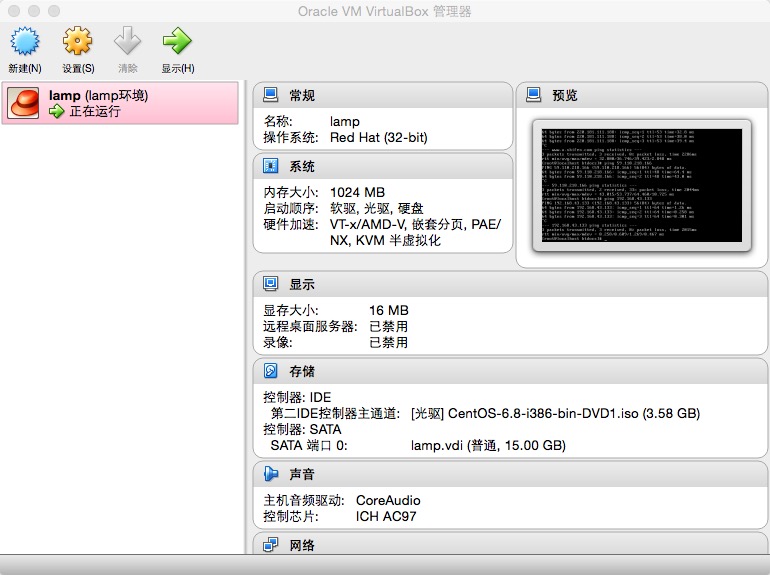 Oracle VM VirtualBox 管理器
新建(N)
设置(S)
清除
显示(H)
lamp (lamp环境)
正在运行
常规
名称: lamp
操作系统: Red Hat (32-bit)
系统
内存大小: 1024 MB
启动顺序: 软驱, 光驱, 硬盘
硬件加速: VT-x/AMD-V, 嵌套分页, PAE/
NX, KVM 半虚拟化
预览
显示
显存大小: 16 MB
远程桌面服务器: 已禁用
录像: 已禁用
存储
控制器: IDE
第二IDE控制器主通道: [光驱] CentOS-6.8-i386-bin-DVD1.iso (3.58 GB)
控制器: SATA
SATA 端口 0: lamp.vdi (普通, 15.00 GB)
声音
主机音频驱动: CoreAudio
控制芯片: ICH AC97
网络